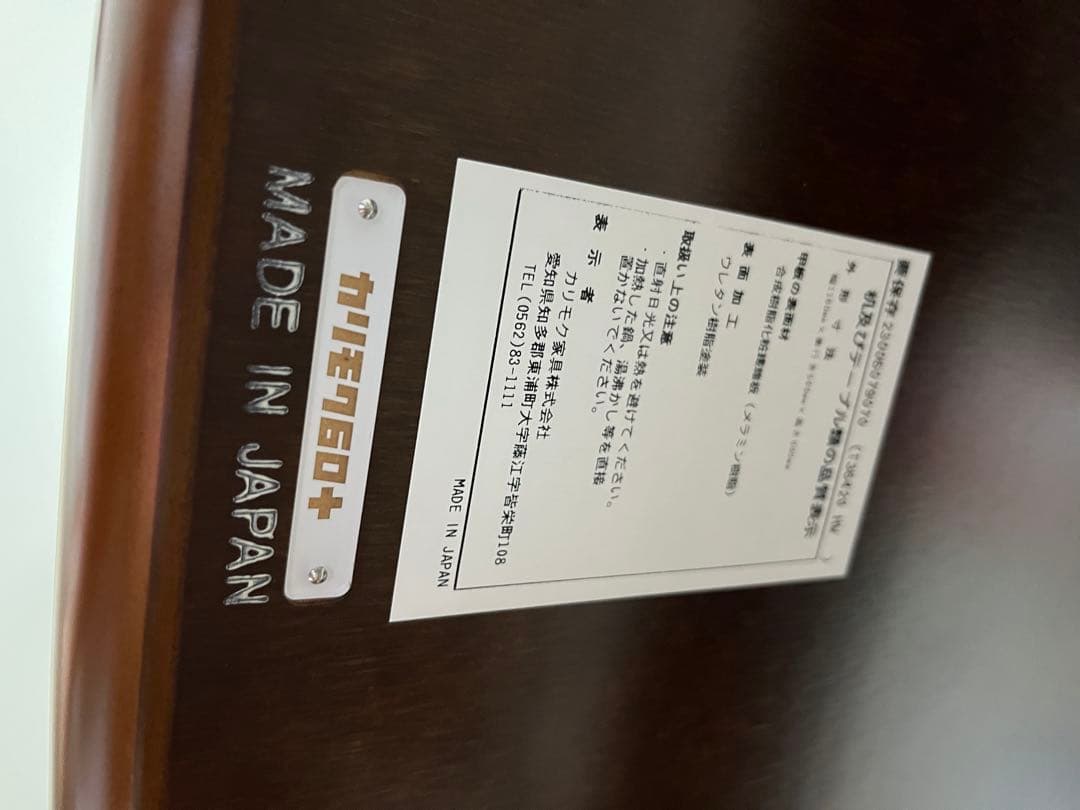 要保存
机及びテーブル類の品質表示
外形寸法
甲板の表面材
合成樹脂化粧繊維板(メラミン樹脂)
表面加工
ウレタン樹脂塗装
取扱い上の注意
・直射日光又は熱を避けてください。
・加熱した鍋、湯沸かし等を直接
置かないでください。
表示者
カリモク家具株式会社
愛知県知多郡東浦町大字藤江字皆栄町108
TEL(0562)83-1111
MADE IN JAPAN
カリモク60+
MADE IN JAPAN